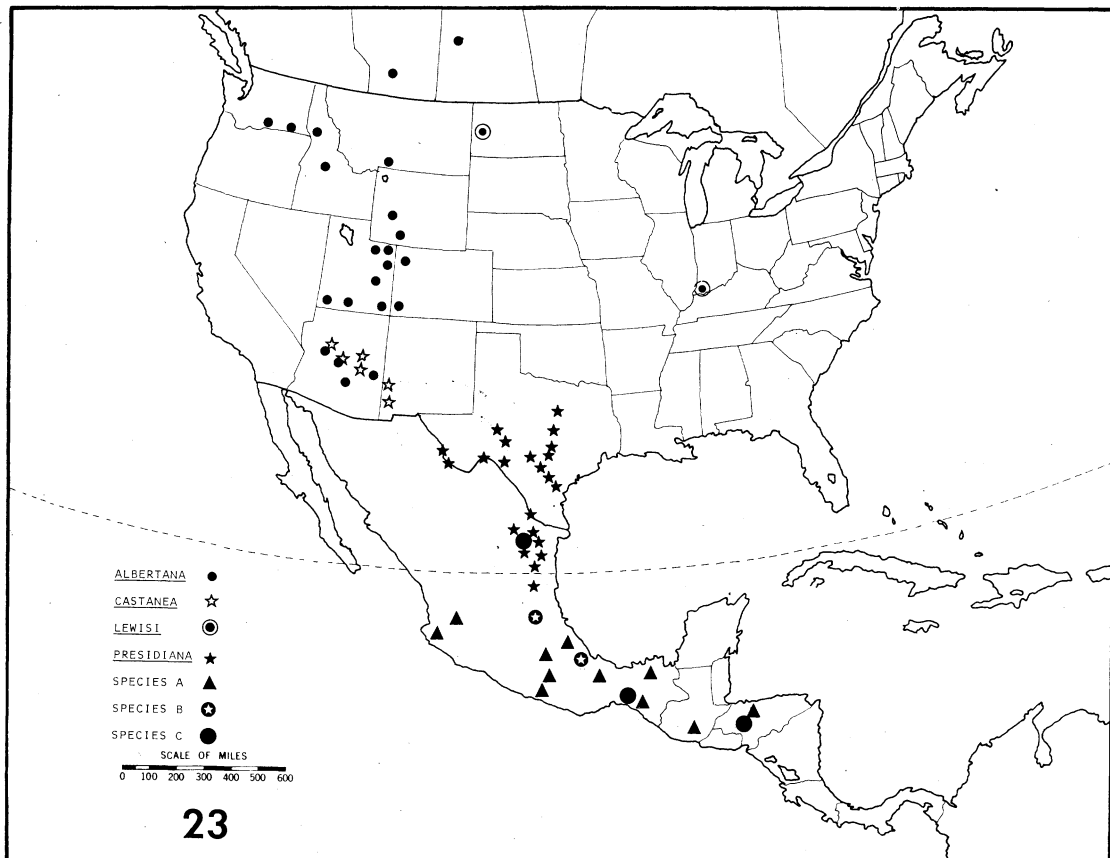 ALBERTANA
CASTANEA
LEWISI
PRESIDIANA
SPECIES A
SPECIES B
SPECIES C
SCALE OF MILES
0 100 200 300 400 500 600
23